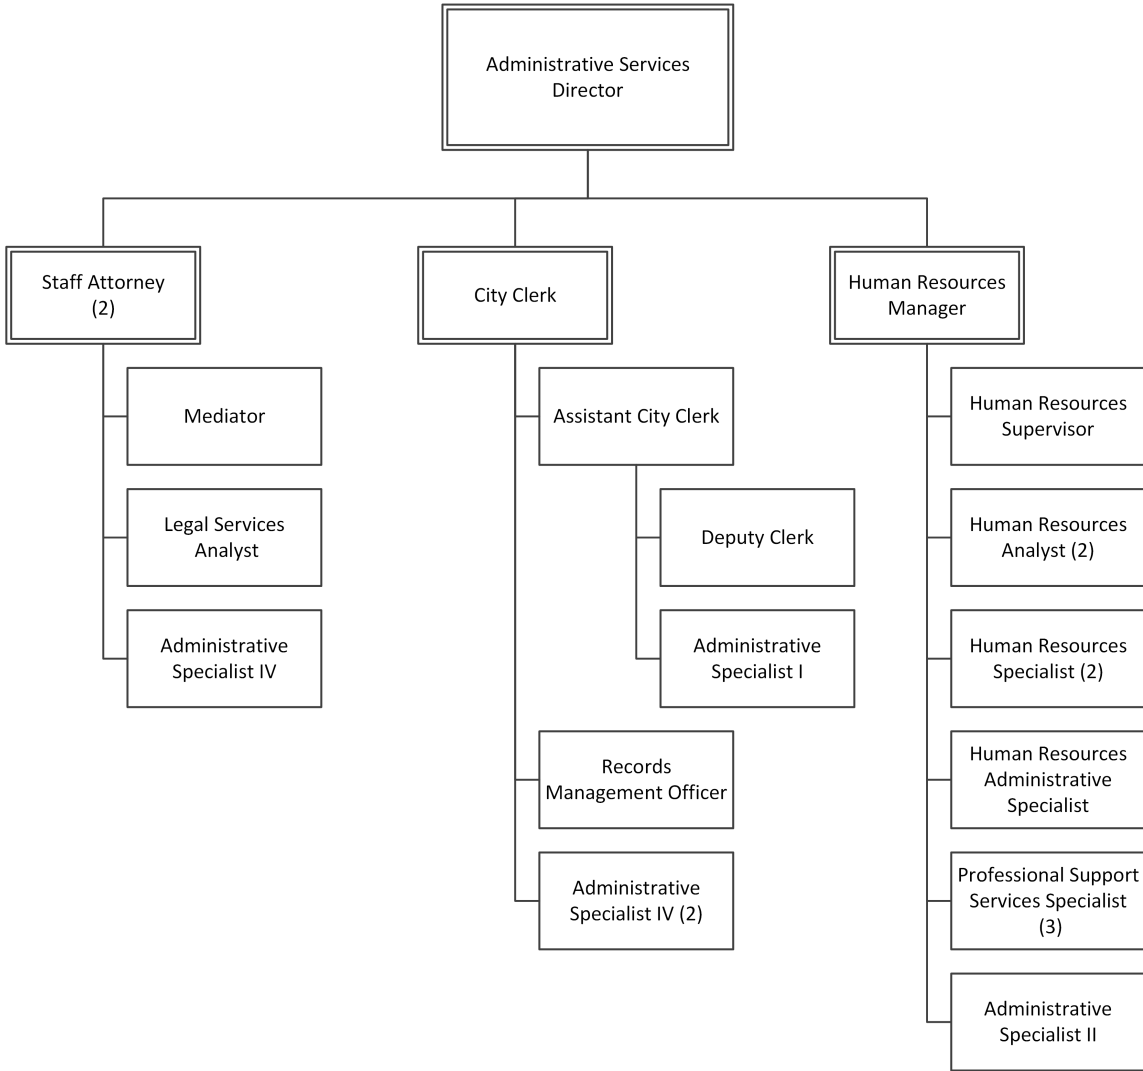 Administrative Services
Director
Staff Attorney
(2)
City Clerk
Human Resources
Manager
Mediator
Legal Services
Analyst
Administrative
Specialist IV
Assistant City Clerk
Deputy Clerk
Administrative
Specialist I
Records
Management Officer
Administrative
Specialist IV (2)
Human Resources
Supervisor
Human Resources
Analyst (2)
Human Resources
Specialist (2)
Human Resources
Administrative
Specialist
Professional Support
Services Specialist
(3)
Administrative
Specialist II